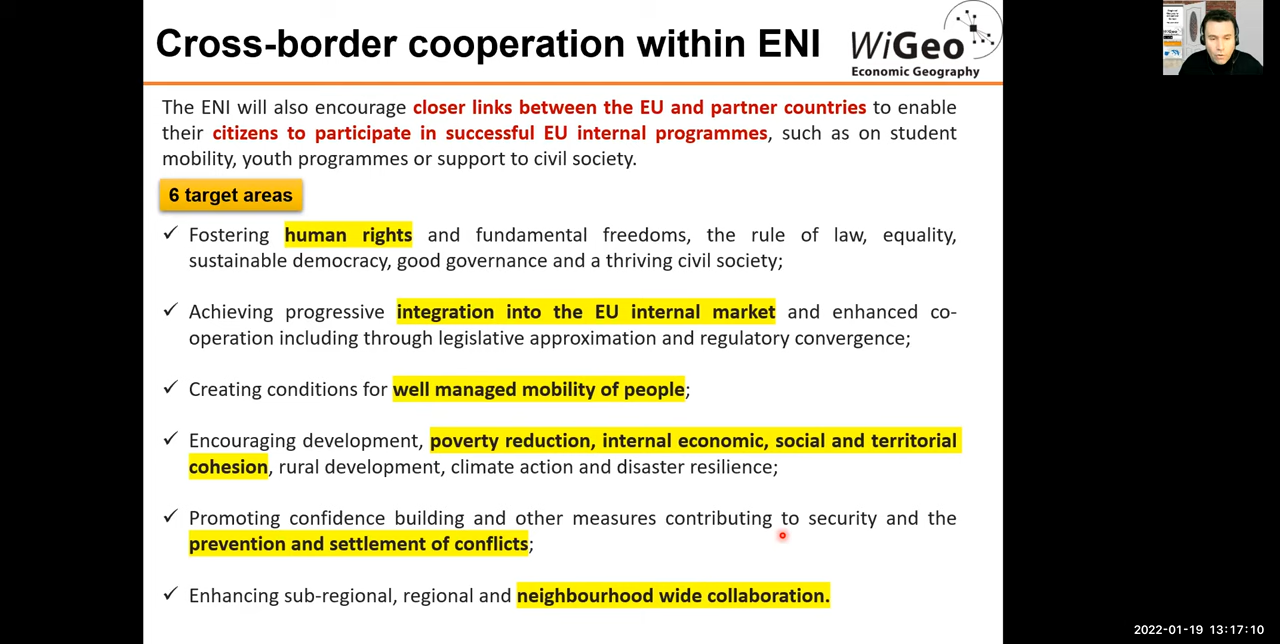 Cross-border cooperation within ENI
WiGeo
Economic Geography
The ENI will also encourage closer links between the EU and partner countries to enable
their citizens to participate in successful EU internal programmes, such as on student
mobility, youth programmes or support to civil society.
6 target areas
✓ Fostering human rights and fundamental freedoms, the rule of law, equality,
sustainable democracy, good governance and a thriving civil society;
✓ Achieving progressive integration into the EU internal market and enhanced co-
operation including through legislative approximation and regulatory convergence;
✓ Creating conditions for well managed mobility of people;
✓ Encouraging development, poverty reduction, internal economic, social and territorial
cohesion, rural development, climate action and disaster resilience;
✓ Promoting confidence building and other measures contributing to security and the
prevention and settlement of conflicts;
✓ Enhancing sub-regional, regional and neighbourhood wide collaboration.
2022-01-19 13:17:10